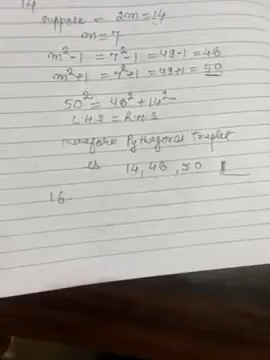 14
suppose = 2m = 14
m = 7
m² - 1 = 7² - 1 = 49 - 1 = 48
m² + 1 = 7² + 1 = 49 + 1 = 50
50² = 48² + 14²
L H S = R H S
Therefore Pythagoras Triplet
is 14, 48, 50
16.